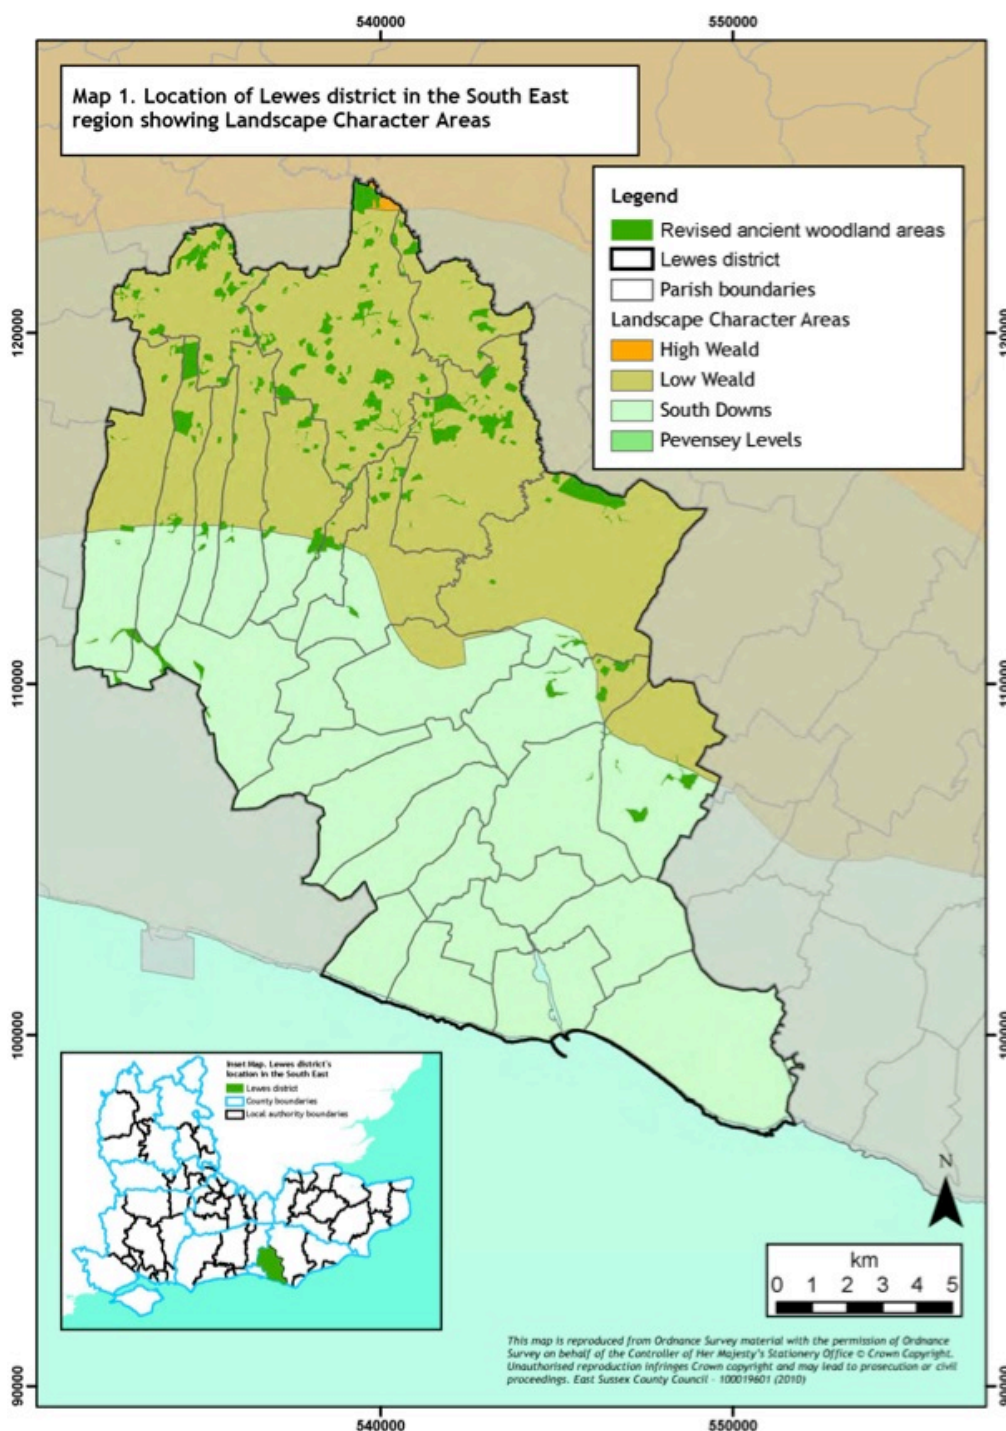 540000
550000
Map 1. Location of Lewes district in the South East
region showing Landscape Character Areas
Legend
Revised ancient woodland areas
Lewes district
Parish boundaries
Landscape Character Areas
High Weald
Low Weald
South Downs
Pevensey Levels
120000
120000
110000
110000
100000
100000
90000
90000
Inset Map. Lewes district's
location in the South East
Lewes district
County boundaries
Local authority boundaries
N
km
0 1 2 3 4 5
This map is reproduced from Ordnance Survey material with the permission of Ordnance
Survey on behalf of the Controller of Her Majesty's Stationery Office © Crown Copyright.
Unauthorised reproduction infringes Crown copyright and may lead to prosecution or civil
proceedings. East Sussex County Council - 100019601 (2010)
540000
550000